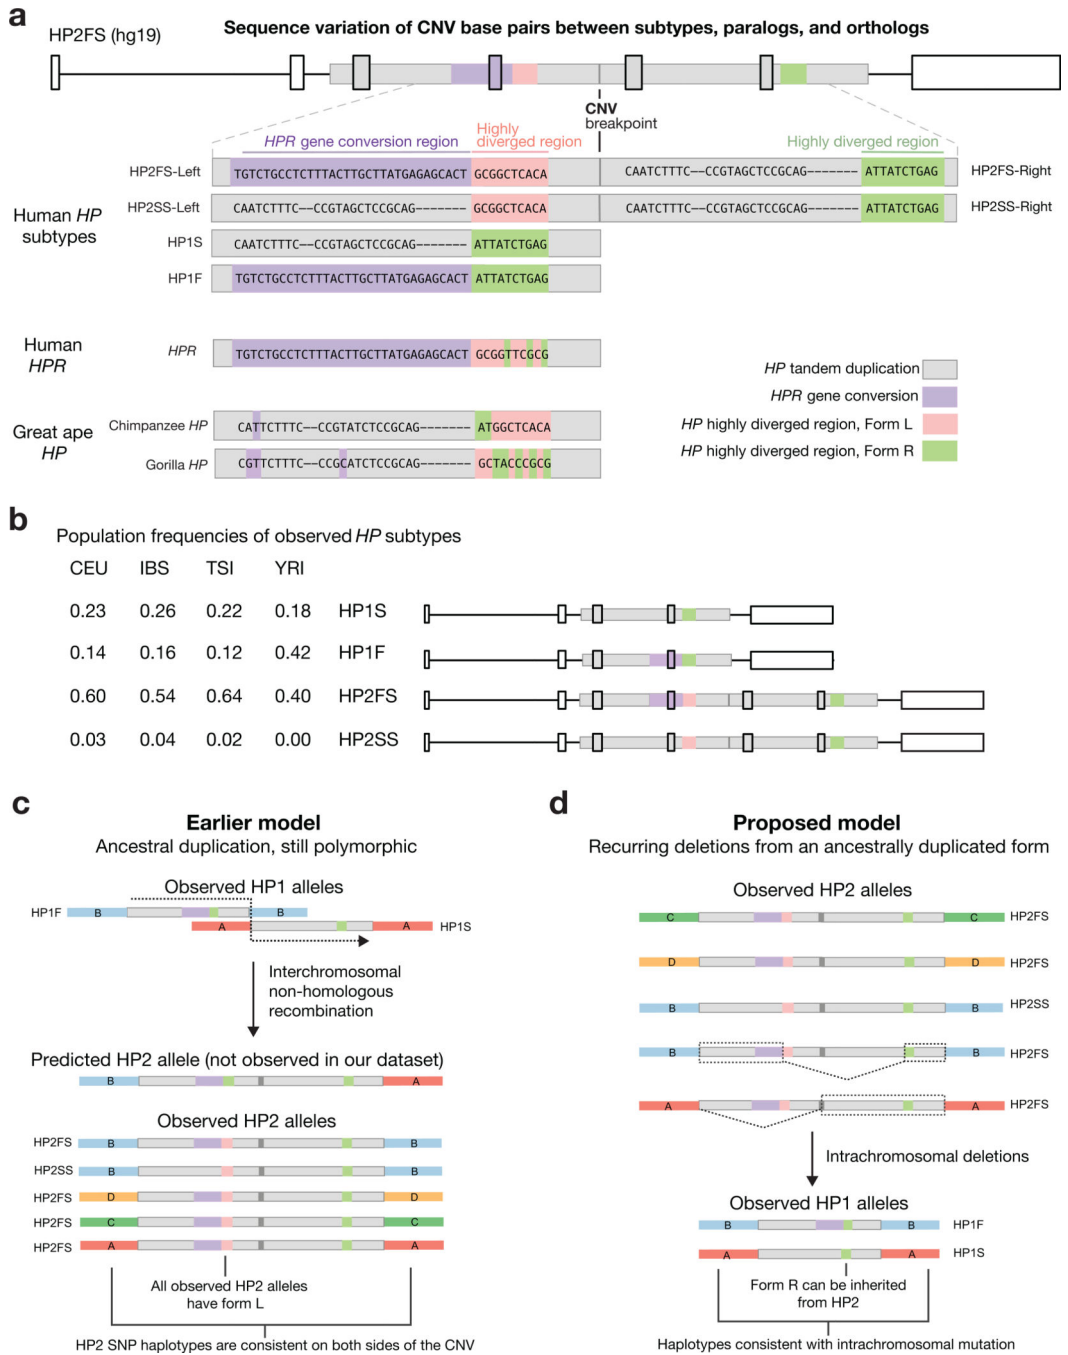 a
Sequence variation of CNV base pairs between subtypes, paralogs, and orthologs
HP2FS (hg19)
CNV
breakpoint
HPR gene conversion region
Highly
diverged region
Highly diverged region
HP2FS-Left TGTCTGCCTCTTTACTTGCTTATGAGAGCACT GCGGCTCACA CAATCTTTC--CCGTAGCTCCGCAG------- ATTATCTGAG HP2FS-Right
HP2SS-Left CAATCTTTC--CCGTAGCTCCGCAG------- GCGGCTCACA CAATCTTTC--CCGTAGCTCCGCAG------- ATTATCTGAG HP2SS-Right
Human HP
subtypes
HP1S CAATCTTTC--CCGTAGCTCCGCAG------- ATTATCTGAG
HP1F TGTCTGCCTCTTTACTTGCTTATGAGAGCACT ATTATCTGAG
Human
HPR
HPR TGTCTGCCTCTTTACTTGCTTATGAGAGCACT GCGGTTCGCG
Great ape
HP
Chimpanzee HP CATTCTTTC--CCGTATCTCCGCAG------- ATGGCTCACA
Gorilla HP CGTTCTTTC--CCGCATCTCCGCAG------- GCTACCCGCG
HP tandem duplication
HPR gene conversion
HP highly diverged region, Form L
HP highly diverged region, Form R
b
Population frequencies of observed HP subtypes
CEU IBS TSI YRI
0.23 0.26 0.22 0.18 HP1S
0.14 0.16 0.12 0.42 HP1F
0.60 0.54 0.64 0.40 HP2FS
0.03 0.04 0.02 0.00 HP2SS
c
Earlier model
Ancestral duplication, still polymorphic
Observed HP1 alleles
HP1F B B
A A HP1S
Interchromosomal
non-homologous
recombination
Predicted HP2 allele (not observed in our dataset)
B A
Observed HP2 alleles
HP2FS B B
HP2SS B B
HP2FS D D
HP2FS C C
HP2FS A A
All observed HP2 alleles
have form L
HP2 SNP haplotypes are consistent on both sides of the CNV
d
Proposed model
Recurring deletions from an ancestrally duplicated form
Observed HP2 alleles
C C HP2FS
D D HP2FS
B B HP2SS
B B HP2FS
A A HP2FS
Intrachromosomal deletions
Observed HP1 alleles
B B HP1F
A A HP1S
Form R can be inherited
from HP2
Haplotypes consistent with intrachromosomal mutation